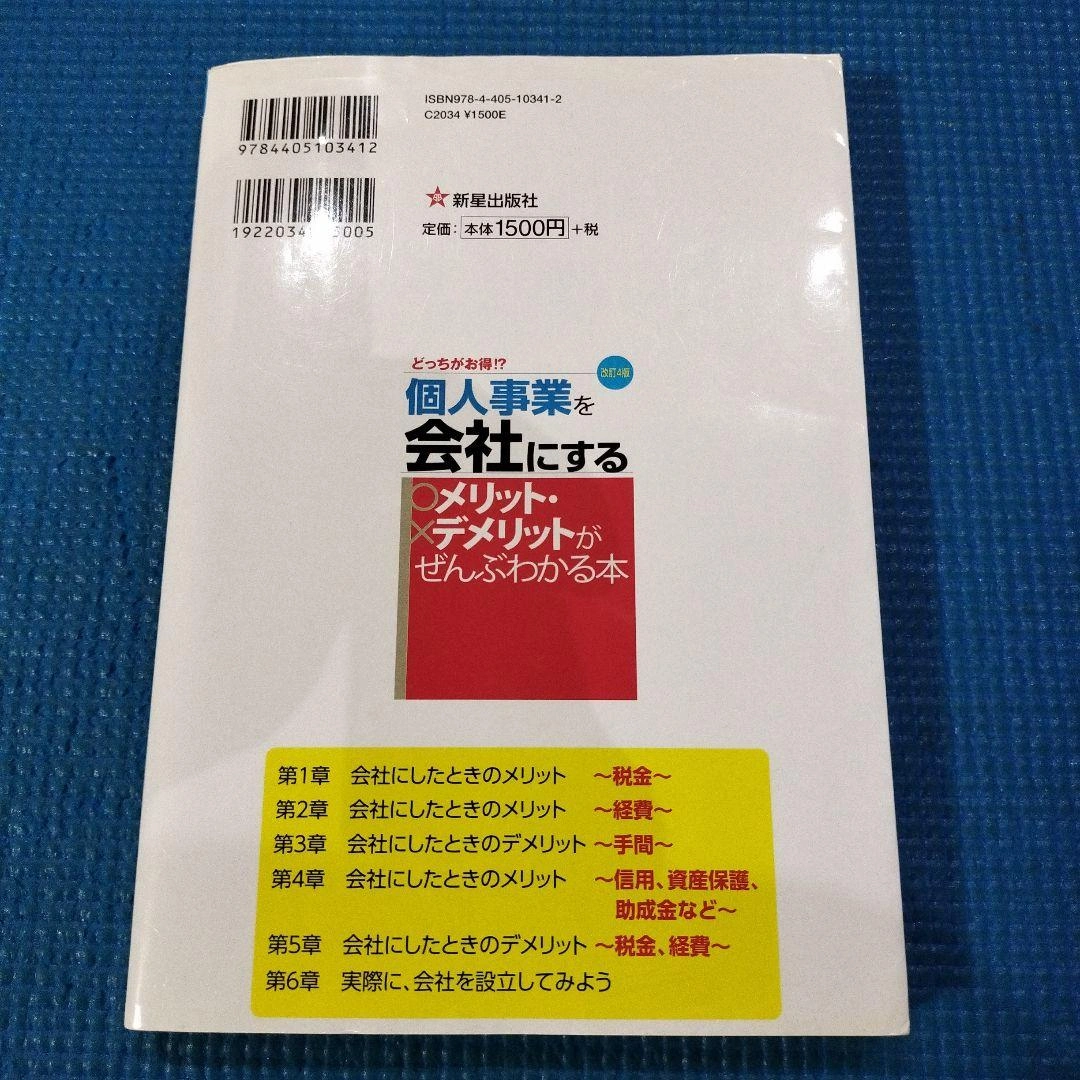 ISBN978-4-405-10341-2
C2034 ¥1500E
9784405103412
新星出版社
定価：本体1500円+税
どっちがお得!?
改訂4版
個人事業を
会社にする
○メリット・
×デメリットが
ぜんぶわかる本
第1章 会社にしたときのメリット ～税金～
第2章 会社にしたときのメリット ～経費～
第3章 会社にしたときのデメリット ～手間～
第4章 会社にしたときのメリット ～信用、資産保護、
助成金など～
第5章 会社にしたときのデメリット ～税金、経費～
第6章 実際に、会社を設立してみよう